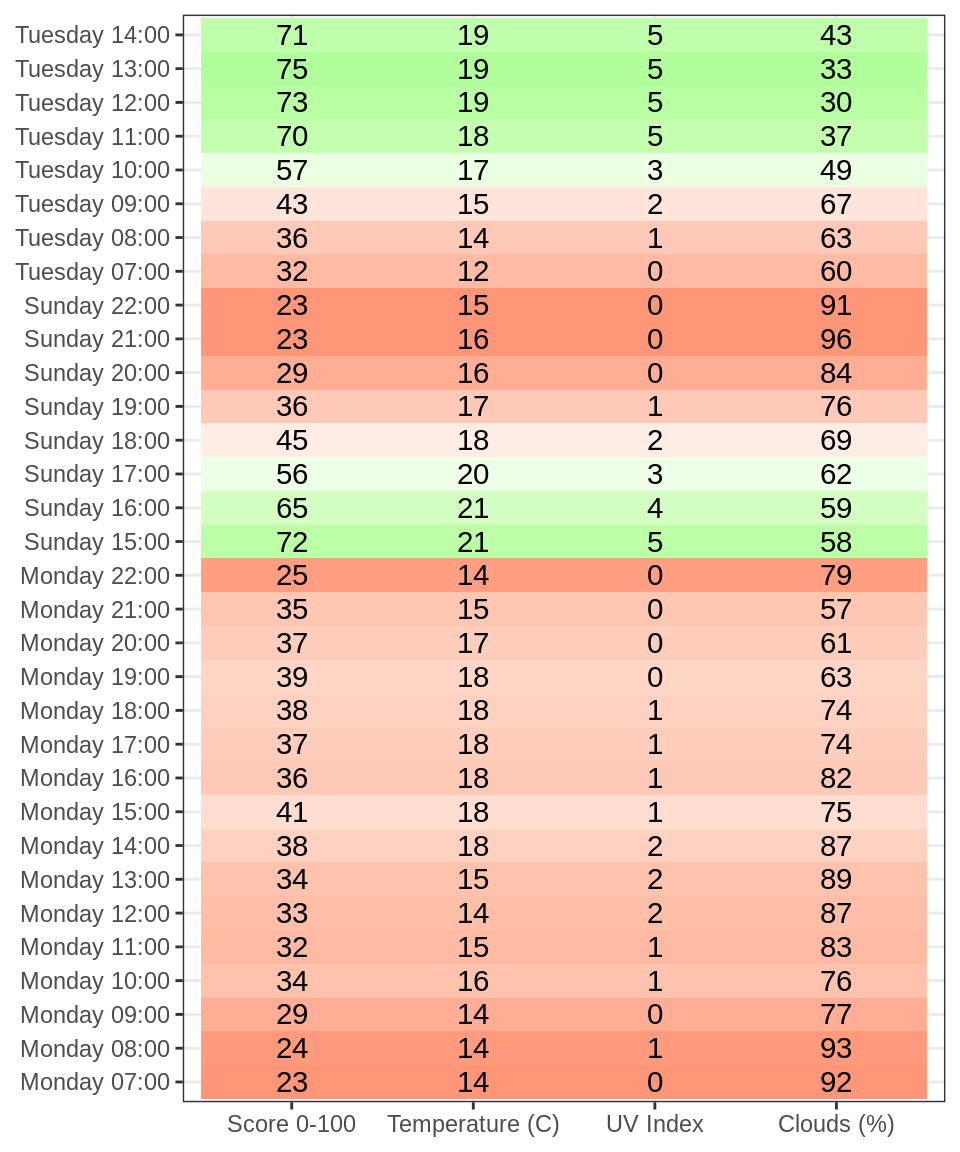 Tuesday 14:00 71 19 5 43
Tuesday 13:00 75 19 5 33
Tuesday 12:00 73 19 5 30
Tuesday 11:00 70 18 5 37
Tuesday 10:00 57 17 3 49
Tuesday 09:00 43 15 2 67
Tuesday 08:00 36 14 1 63
Tuesday 07:00 32 12 0 60
Sunday 22:00 23 15 0 91
Sunday 21:00 23 16 0 96
Sunday 20:00 29 16 0 84
Sunday 19:00 36 17 1 76
Sunday 18:00 45 18 2 69
Sunday 17:00 56 20 3 62
Sunday 16:00 65 21 4 59
Sunday 15:00 72 21 5 58
Monday 22:00 25 14 0 79
Monday 21:00 35 15 0 57
Monday 20:00 37 17 0 61
Monday 19:00 39 18 0 63
Monday 18:00 38 18 1 74
Monday 17:00 37 18 1 74
Monday 16:00 36 18 1 82
Monday 15:00 41 18 1 75
Monday 14:00 38 18 2 87
Monday 13:00 34 15 2 89
Monday 12:00 33 14 2 87
Monday 11:00 32 15 1 83
Monday 10:00 34 16 1 76
Monday 09:00 29 14 0 77
Monday 08:00 24 14 1 93
Monday 07:00 23 14 0 92
Score 0-100 Temperature (C) UV Index Clouds (%)